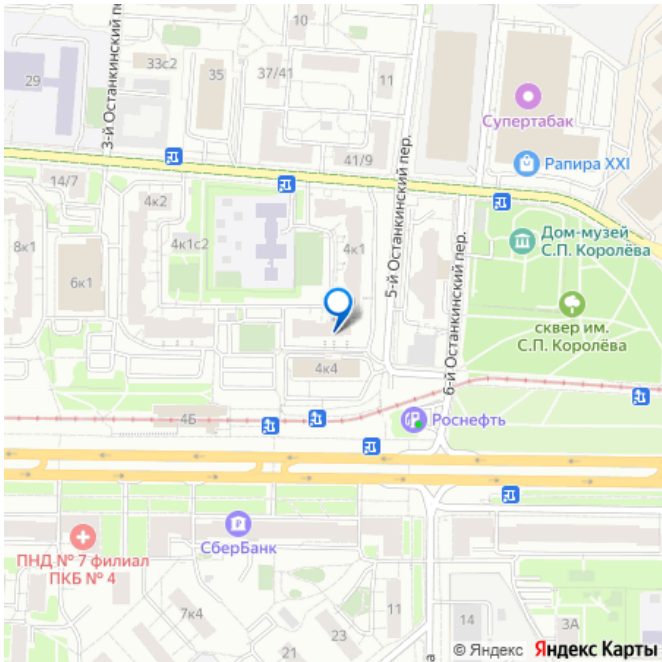 3-й Останкинский пе
10
33с2
35
37/41
11
29
Супертабак
5-й Останкинский пер.
41/9
Рапира XXI
14/7
4к2
4к1с2
4к1
8к1
6к1
6-й Останкинский пер.
Дом-музей
С.П. Королёва
сквер им.
С.П. Королёва
4к4
4Б
Роснефть
СберБанк
ПНД № 7 филиал
ПКБ № 4
7к4
11
14
3А
23
21
© Яндекс Яндекс Карты